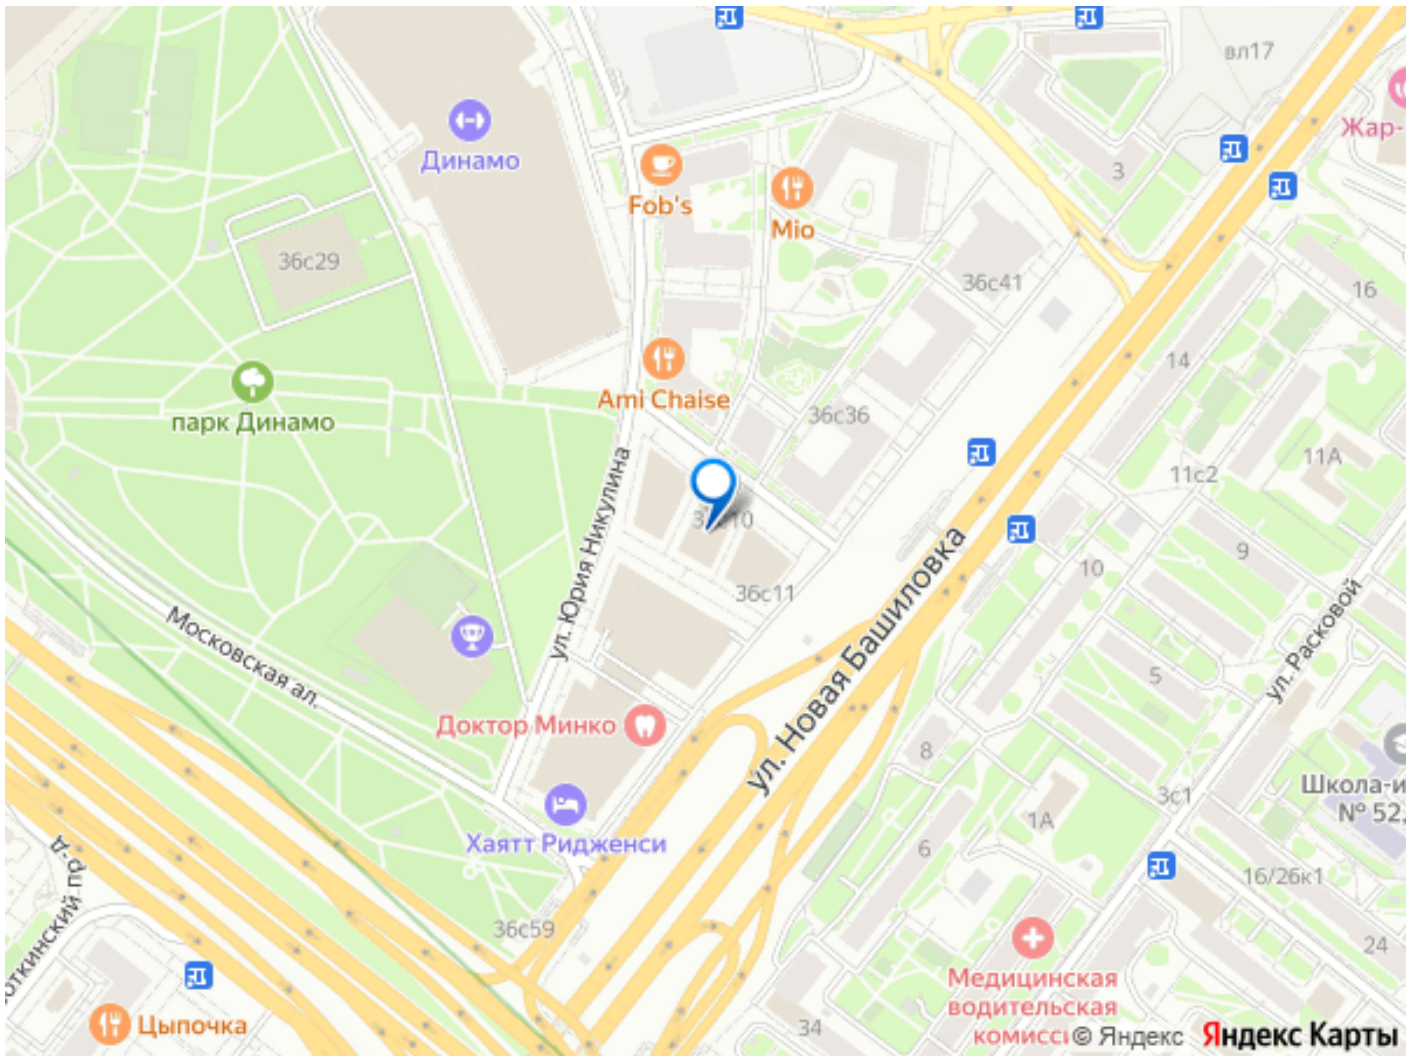 вл17
Жар-
Динамо
3
Fob's
Mio
36с29
36с41
16
14
Ami Chaise
36с36
парк Динамо
11А
11с2
ул. Юрия Никулина
36с11
ул. Новая Башиловка
9
10
ул. Расковой
Московская ал.
5
Доктор Минко
8
Школа-и
№ 52,
3с1
1А
Хаятт Ридженси
6
16/26к1
36с59
24
Медицинская
водительская
комисси
Цыпочка
34
© Яндекс
Яндекс Карты